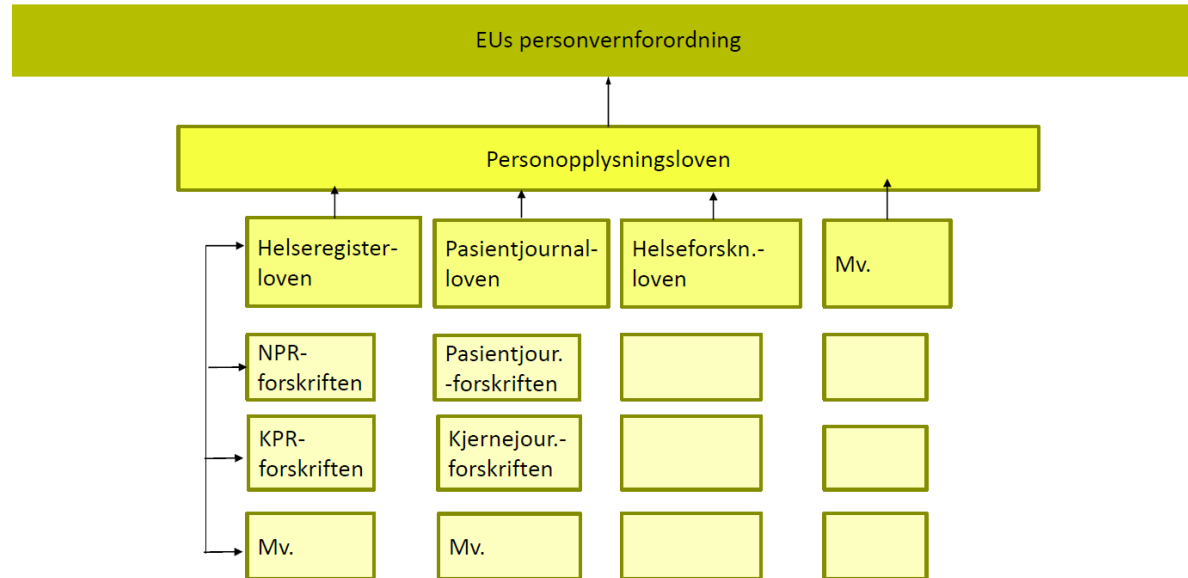 EUs personvernforordning
Personopplysningsloven
Helseregister-
loven
Pasientjournal-
loven
Helseforskn.-
loven
Mv.
NPR-
forskriften
Pasientjour.
-forskriften
KPR-
forskriften
Kjernejour.-
forskriften
Mv.
Mv.